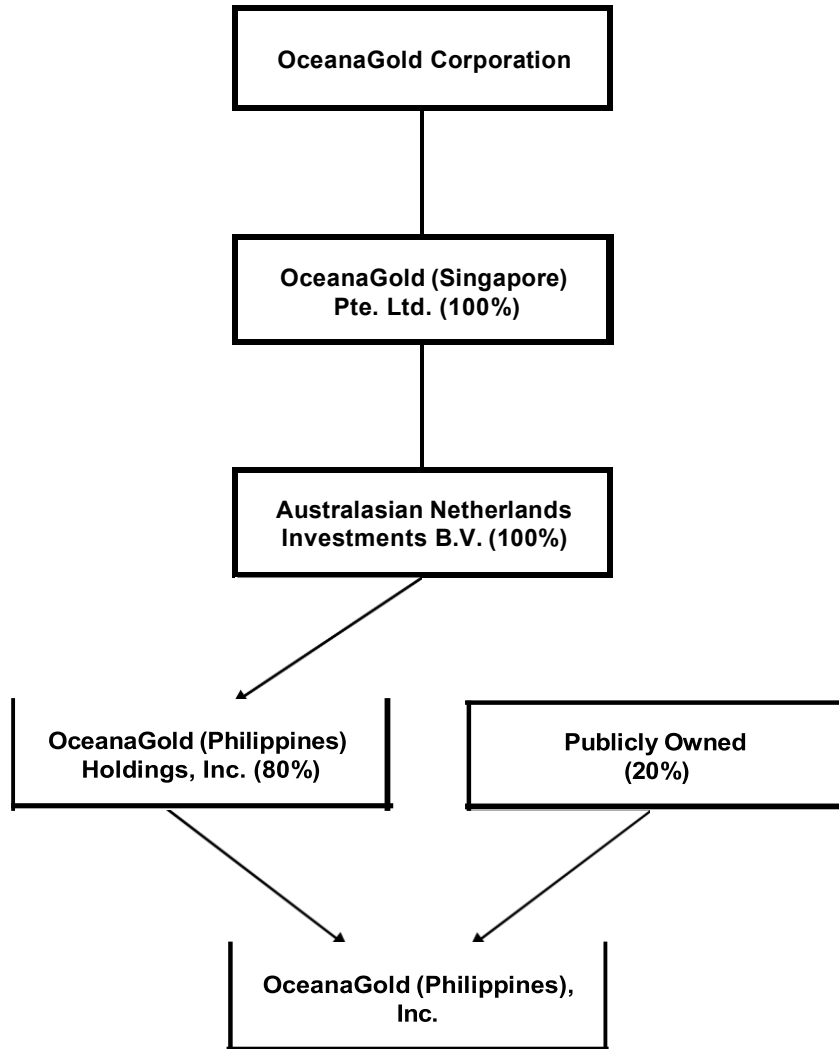 OceanaGold Corporation
OceanaGold (Singapore)
Pte. Ltd. (100%)
Australasian Netherlands
Investments B.V. (100%)
OceanaGold (Philippines)
Holdings, Inc. (80%)
Publicly Owned
(20%)
OceanaGold (Philippines),
Inc.